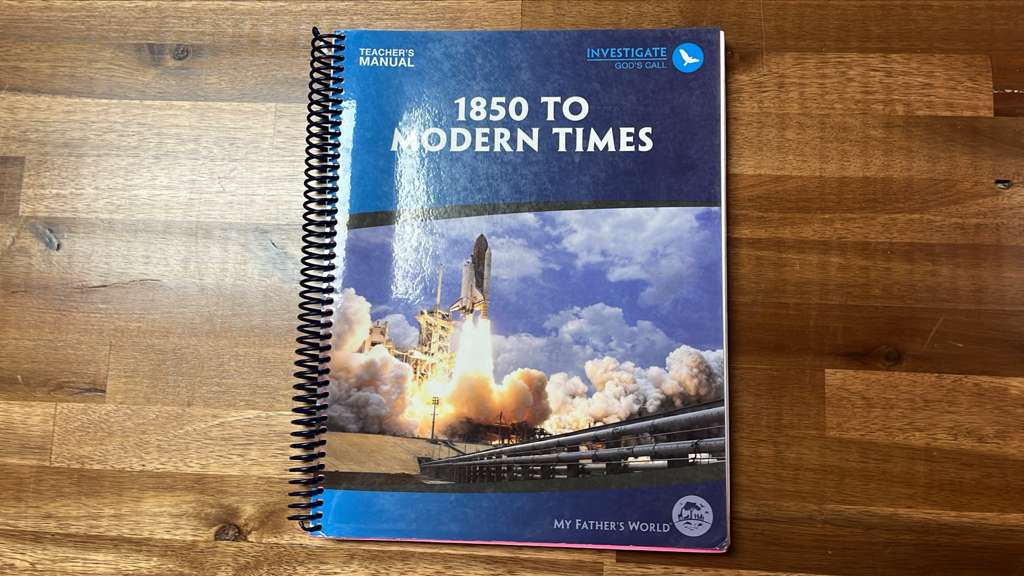 TEACHER'S
MANUAL
INVESTIGATE
GOD'S CALL
1850 TO
MODERN TIMES
MY FATHER'S WORLD